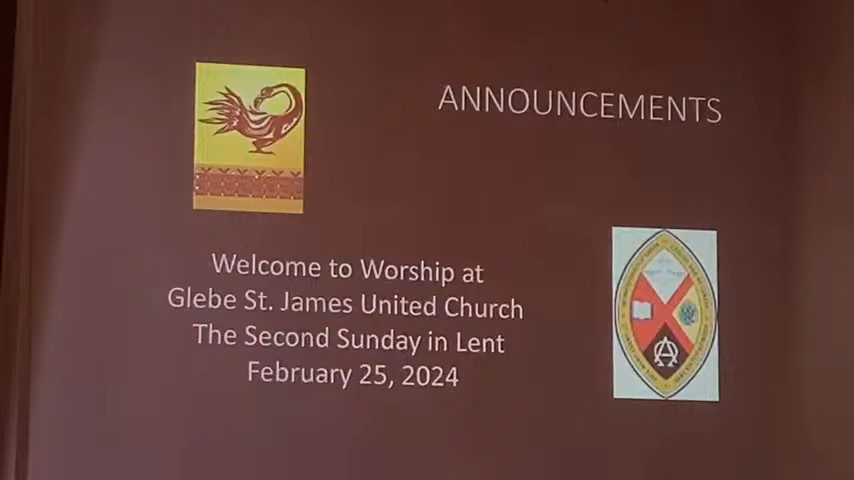 ANNOUNCEMENTS
Welcome to Worship at
Glebe St. James United Church
The Second Sunday in Lent
February 25, 2024